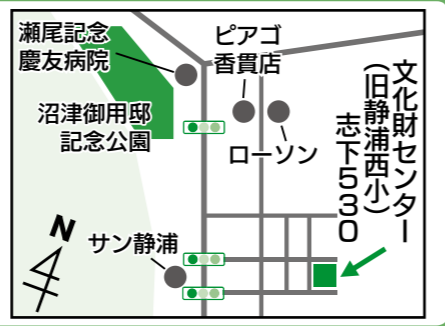 瀬尾記念
慶友病院
ピアゴ
香貫店
沼津御用邸
記念公園
ローソン
文化財センター
（旧静浦西小）
志下530
サン静浦
N